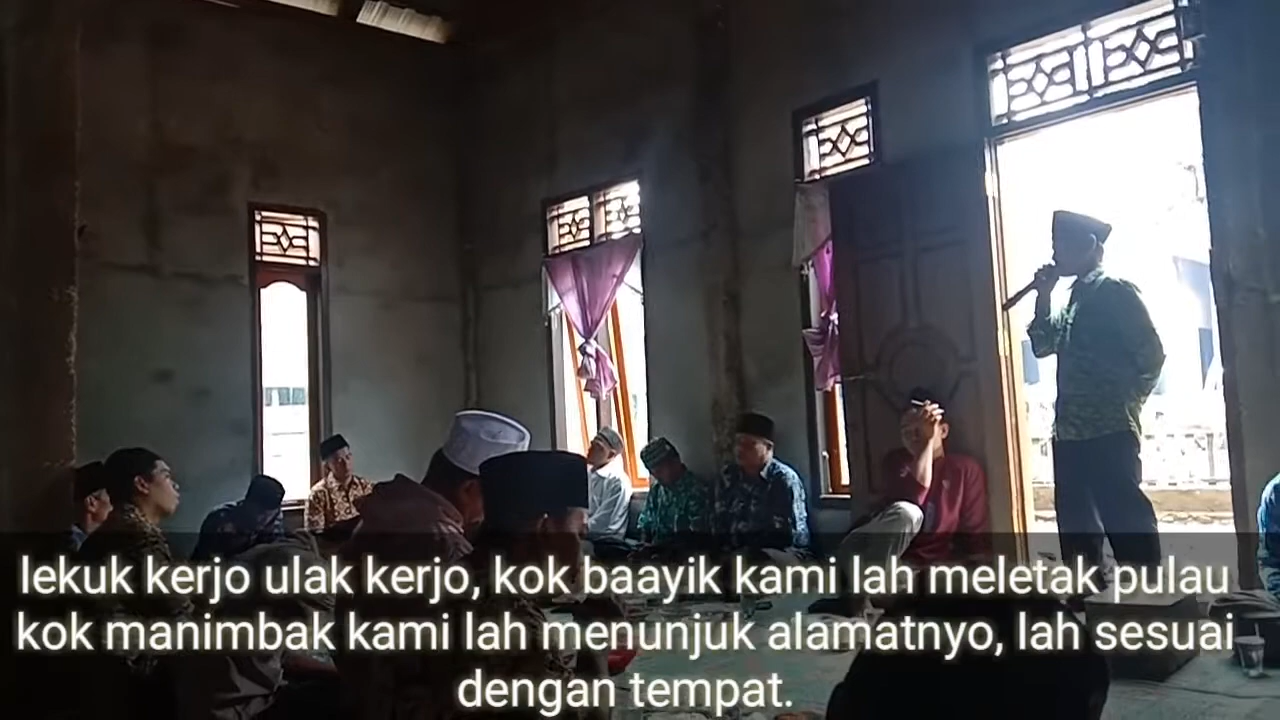 lekuk kerjo ulak kerjo, kok baayik kami lah meletak pulau
kok manimbak kami lah menunjuk alamatnyo, lah sesuai
dengan tempat.